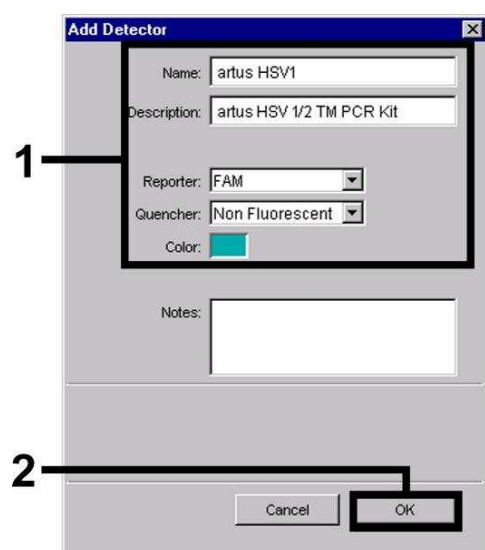 Add Detector
Name: artus HSV1
Description: artus HSV 1/2 TM PCR Kit
1
Reporter: FAM
Quencher: Non Fluorescent
Color:
Notes:
2
Cancel OK